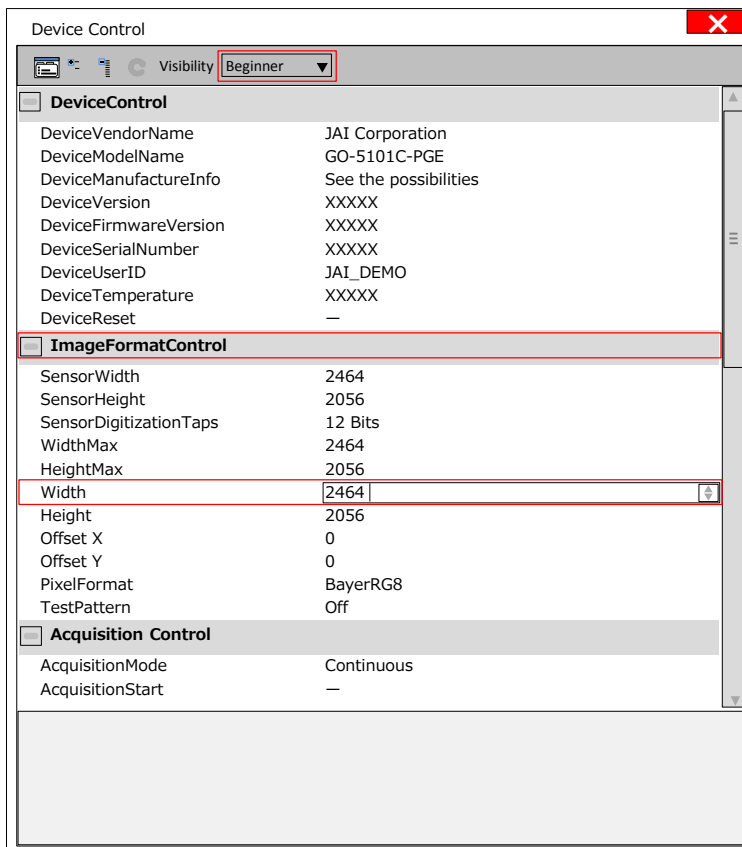 Device Control
Visibility Beginner
DeviceControl
DeviceVendorName JAI Corporation
DeviceModelName GO-5101C-PGE
DeviceManufactureInfo See the possibilities
DeviceVersion XXXXX
DeviceFirmwareVersion XXXXX
DeviceSerialNumber XXXXX
DeviceUserID JAI_DEMO
DeviceTemperature XXXXX
DeviceReset —
ImageFormatControl
SensorWidth 2464
SensorHeight 2056
SensorDigitizationTaps 12 Bits
WidthMax 2464
HeightMax 2056
Width 2464
Height 2056
Offset X 0
Offset Y 0
PixelFormat BayerRG8
TestPattern Off
Acquisition Control
AcquisitionMode Continuous
AcquisitionStart —